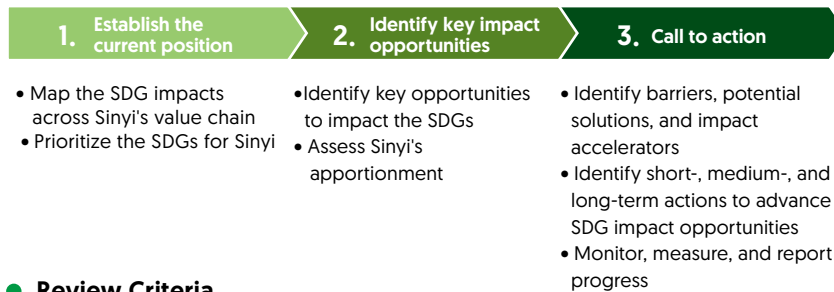 1. Establish the
current position
2. Identify key impact
opportunities
3. Call to action
• Map the SDG impacts
across Sinyi's value chain
• Prioritize the SDGs for Sinyi
•Identify key opportunities
to impact the SDGs
• Assess Sinyi's
apportionment
• Identify barriers, potential
solutions, and impact
accelerators
• Identify short-, medium-, and
long-term actions to advance
SDG impact opportunities
• Monitor, measure, and report
progress
• Review Criteria